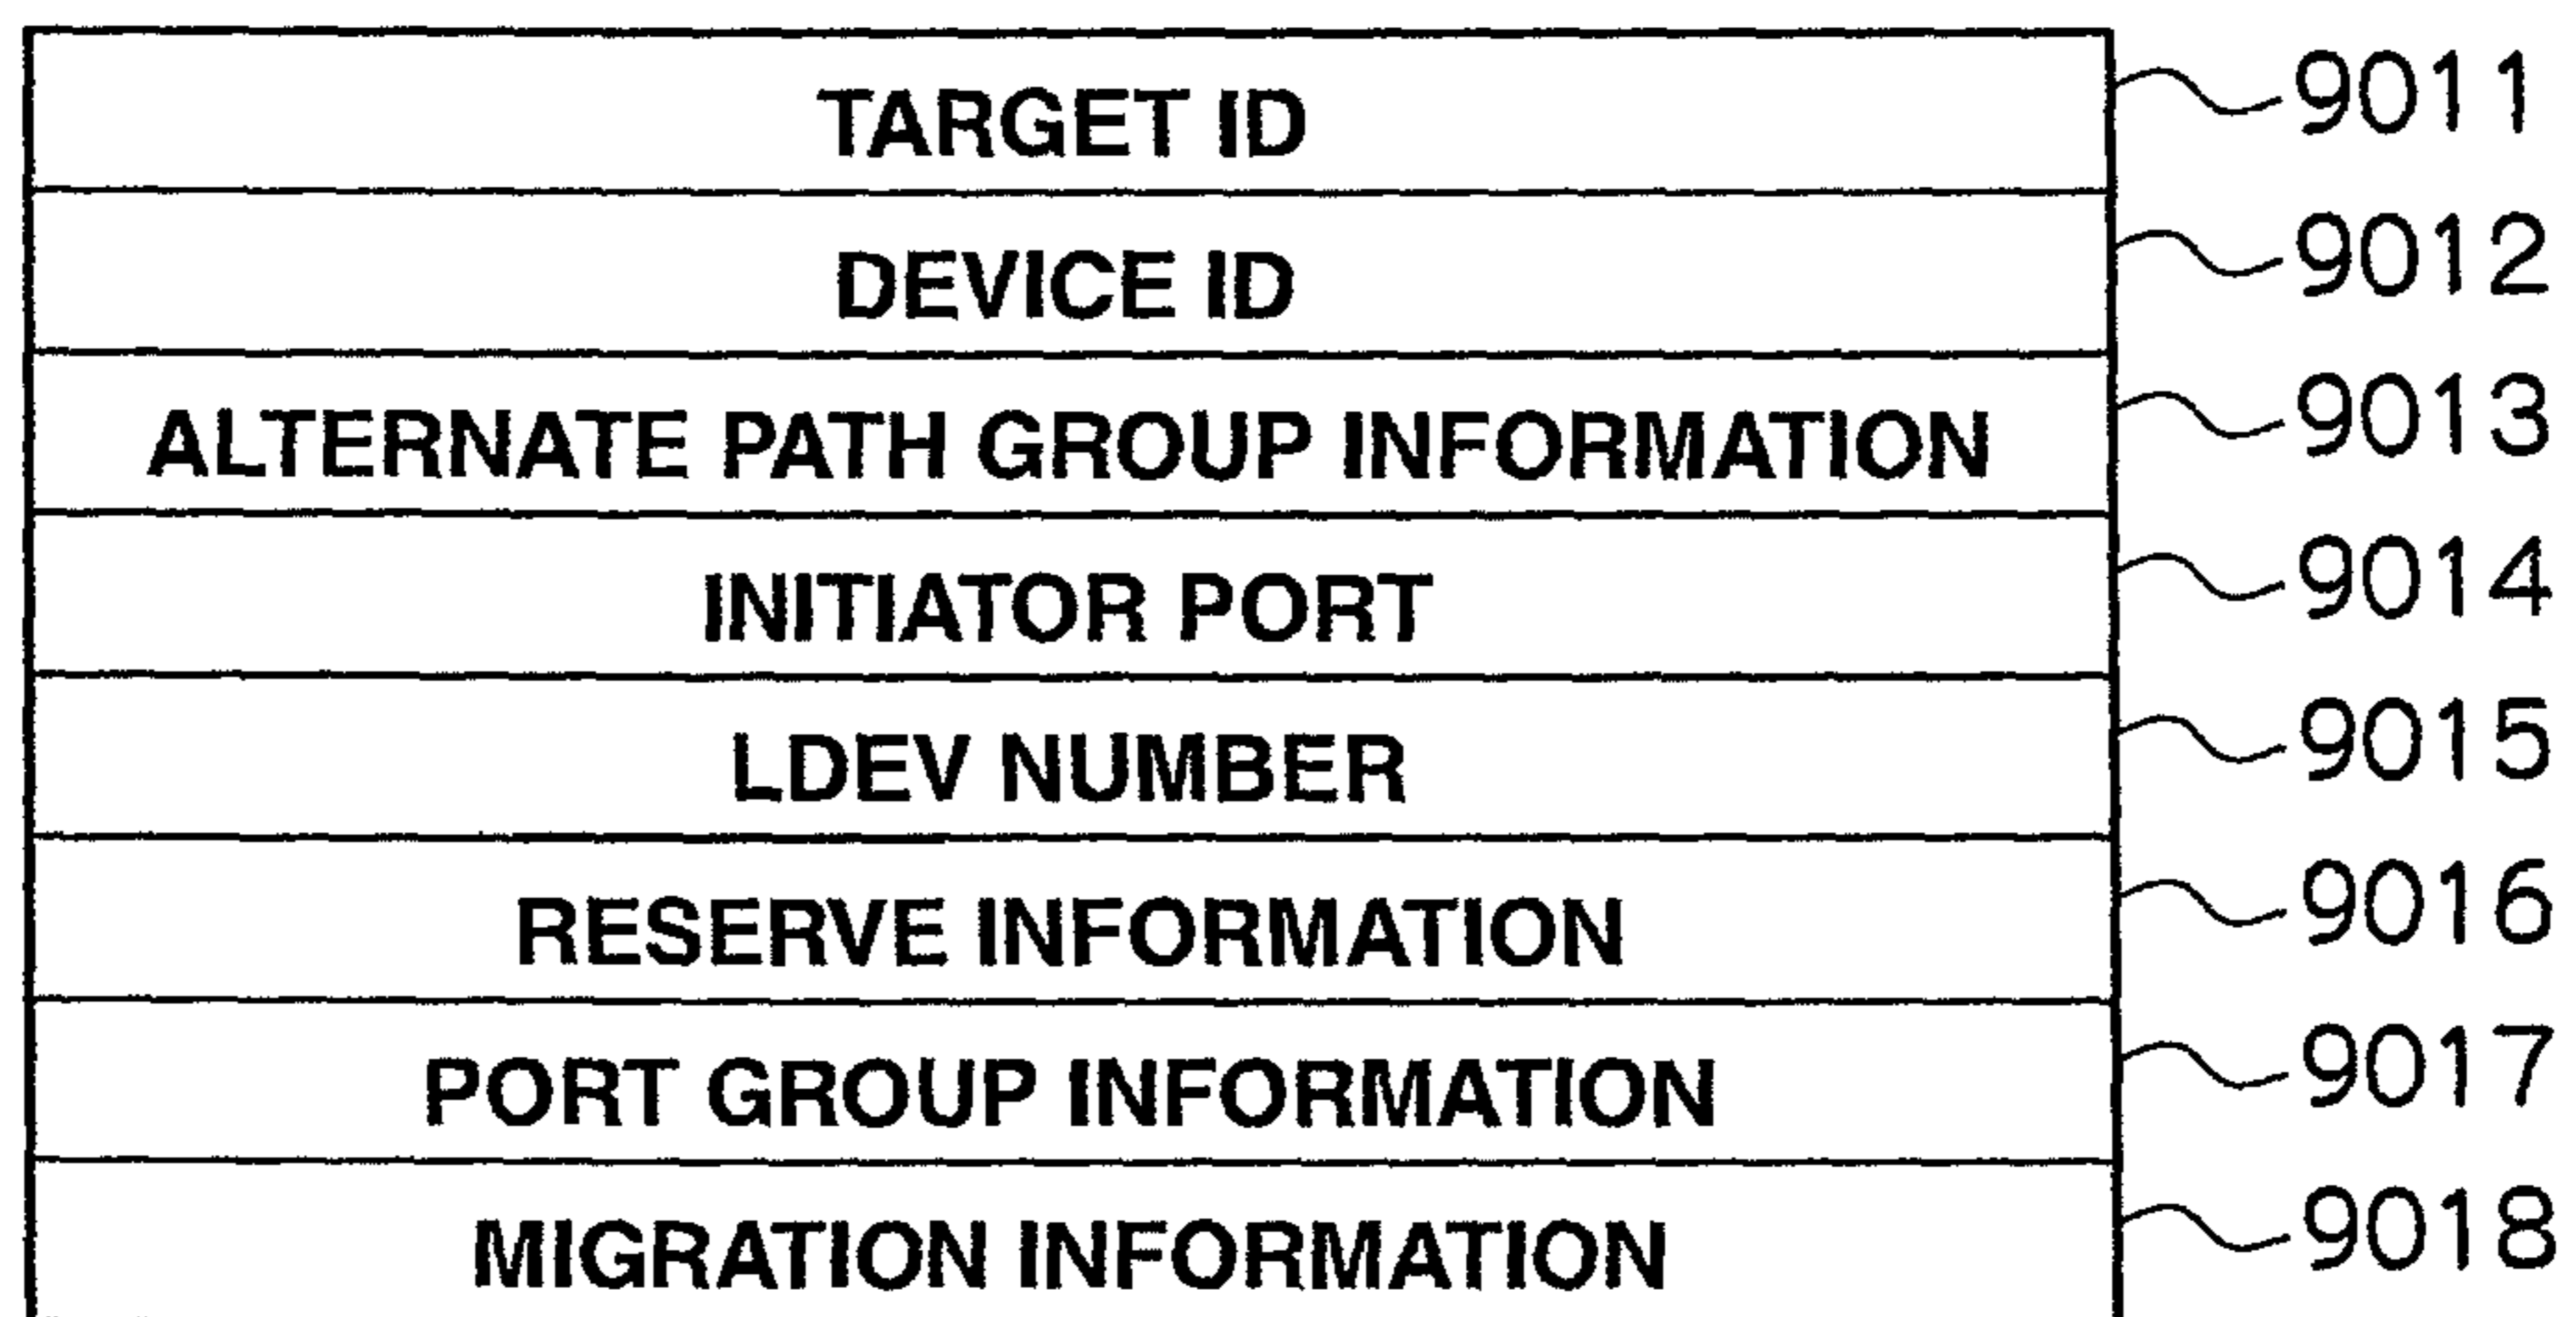 TARGET ID 9011
DEVICE ID 9012
ALTERNATE PATH GROUP INFORMATION 9013
INITIATOR PORT 9014
LDEV NUMBER 9015
RESERVE INFORMATION 9016
PORT GROUP INFORMATION 9017
MIGRATION INFORMATION 9018